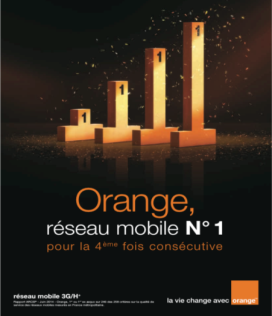 1
1
1
1
Orange,
réseau mobile N° 1
pour la 4ème fois consécutive
réseau mobile 3G/H+
la vie change avec orange